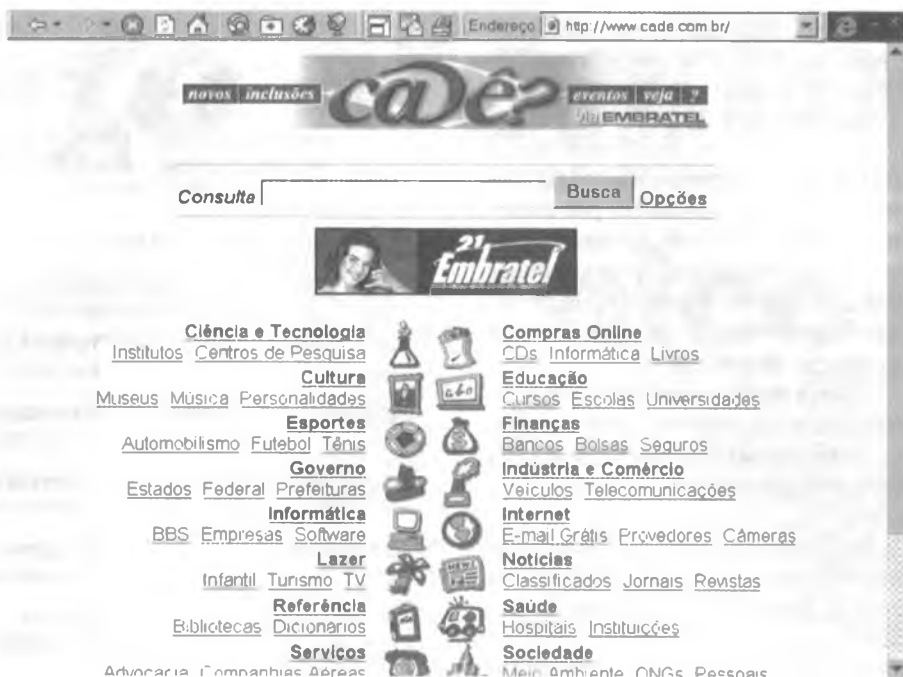 Endereço http://www.cade.com.br/
novos inclusões cadê? eventos veja ?
EMBRATEL
Consulta Busca Opções
21 Embratel
Ciência e Tecnologia
Institutos Centros de Pesquisa
Cultura
Museus Música Personalidades
Esportes
Automobilismo Futebol Tênis
Governo
Estados Federal Prefeituras
Informática
BBS Empresas Software
Lazer
Infantil Turismo TV
Referência
Bibliotecas Dicionários
Serviços
Advocacia Companhias Aéreas
Compras Online
CDs Informática Livros
Educação
Cursos Escolas Universidades
Finanças
Bancos Bolsas Seguros
Indústria e Comércio
Veículos Telecomunicações
Internet
E-mail Grátis Provedores Câmeras
Notícias
Classificados Jornais Revistas
Saúde
Hospitais Instituições
Sociedade
Meio Ambiente ONGs Pessoais